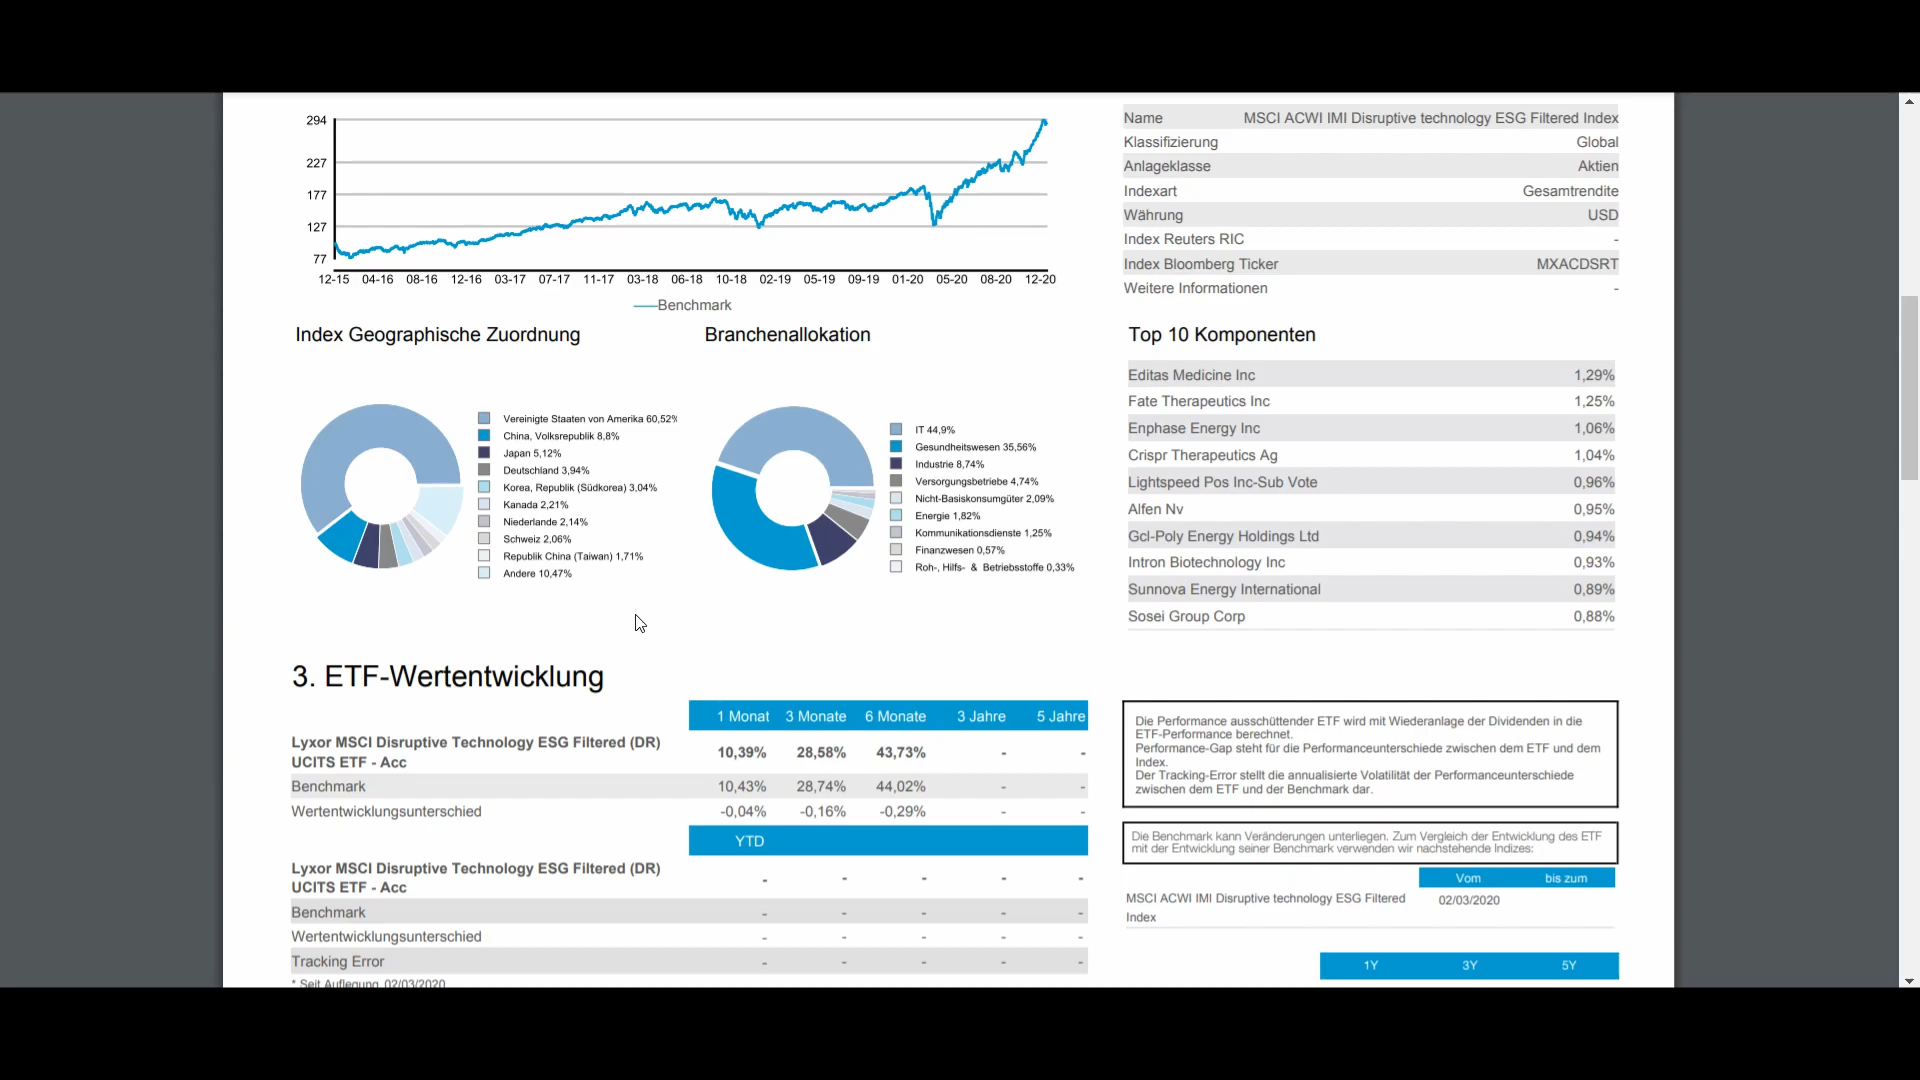 294
227
177
127
77
12-15 04-16 08-16 12-16 03-17 07-17 11-17 03-18 06-18 10-18 02-19 05-19 09-19 01-20 05-20 08-20 12-20
Benchmark
Name MSCI ACWI IMI Disruptive technology ESG Filtered Index
Klassifizierung Global
Anlageklasse Aktien
Indexart Gesamtrendite
Währung USD
Index Reuters RIC -
Index Bloomberg Ticker MXACDSRT
Weitere Informationen -
Index Geographische Zuordnung
Vereinigte Staaten von Amerika 60,52%
China, Volksrepublik 8,8%
Japan 5,12%
Deutschland 3,94%
Korea, Republik (Südkorea) 3,04%
Kanada 2,21%
Niederlande 2,14%
Schweiz 2,06%
Republik China (Taiwan) 1,71%
Andere 10,47%
Branchenallokation
IT 44,9%
Gesundheitswesen 35,56%
Industrie 8,74%
Versorgungsbetriebe 4,74%
Nicht-Basiskonsumgüter 2,09%
Energie 1,82%
Kommunikationsdienste 1,25%
Finanzwesen 0,57%
Roh-, Hilfs- & Betriebsstoffe 0,33%
Top 10 Komponenten
Editas Medicine Inc 1,29%
Fate Therapeutics Inc 1,25%
Enphase Energy Inc 1,06%
Crispr Therapeutics Ag 1,04%
Lightspeed Pos Inc-Sub Vote 0,96%
Alfen Nv 0,95%
Gcl-Poly Energy Holdings Ltd 0,94%
Intron Biotechnology Inc 0,93%
Sunnova Energy International 0,89%
Sosei Group Corp 0,88%
3. ETF-Wertentwicklung
1 Monat 3 Monate 6 Monate 3 Jahre 5 Jahre
Lyxor MSCI Disruptive Technology ESG Filtered (DR)
UCITS ETF - Acc 10,39% 28,58% 43,73% - -
Benchmark 10,43% 28,74% 44,02% - -
Wertentwicklungsunterschied -0,04% -0,16% -0,29% - -
YTD
Lyxor MSCI Disruptive Technology ESG Filtered (DR)
UCITS ETF - Acc - - - - -
Benchmark - - - - -
Wertentwicklungsunterschied - - - - -
Tracking Error - - - - -
* Seit Auflegung 02/03/2020
Die Performance ausschüttender ETF wird mit Wiederanlage der Dividenden in die
ETF-Performance berechnet.
Performance-Gap steht für die Performanceunterschiede zwischen dem ETF und dem
Index.
Der Tracking-Error stellt die annualisierte Volatilität der Performanceunterschiede
zwischen dem ETF und der Benchmark dar.
Die Benchmark kann Veränderungen unterliegen. Zum Vergleich der Entwicklung des ETF
mit der Entwicklung seiner Benchmark verwenden wir nachstehende Indizes:
Vom bis zum
MSCI ACWI IMI Disruptive technology ESG Filtered 02/03/2020
Index
1Y 3Y 5Y